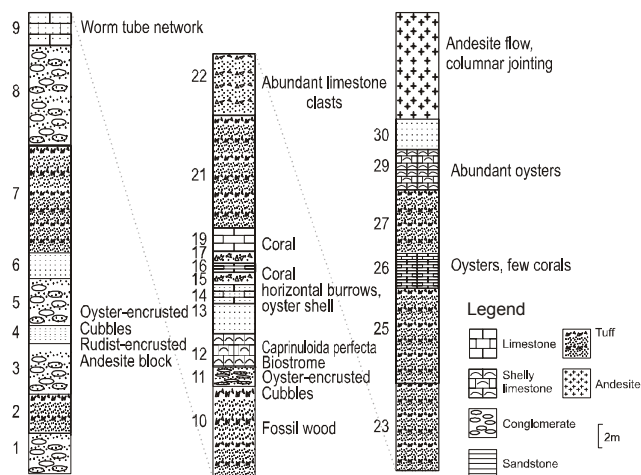 9
Worm tube network
8
7
6
5
Oyster-encrusted
Cubbles
4
Rudist-encrusted
Andesite block
3
2
1
22
Abundant limestone
clasts
21
19
Coral
17
16
Coral
15
horizontal burrows,
14
oyster shell
13
12
Caprinuloida perfecta
Biostrome
11
Oyster-encrusted
Cubbles
10
Fossil wood
Andesite flow,
columnar jointing
30
29
Abundant oysters
27
26
Oysters, few corals
25
23
Legend
Limestone
Tuff
Shelly
limestone
Andesite
Conglomerate
Sandstone
2m